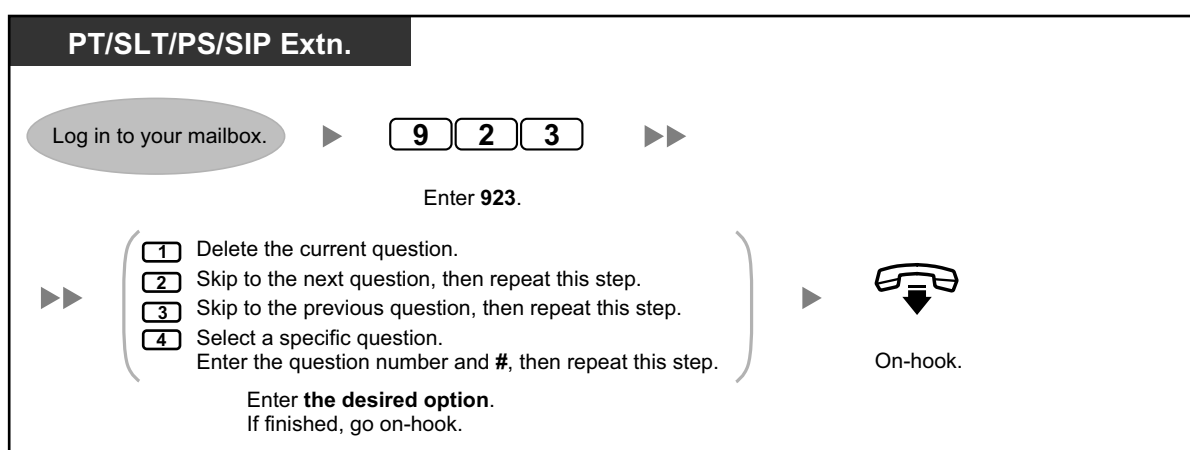 PT/SLT/PS/SIP Extn.
Log in to your mailbox.
9 2 3
Enter 923.
1 Delete the current question.
2 Skip to the next question, then repeat this step.
3 Skip to the previous question, then repeat this step.
4 Select a specific question.
Enter the question number and #, then repeat this step.
Enter the desired option.
If finished, go on-hook.
On-hook.